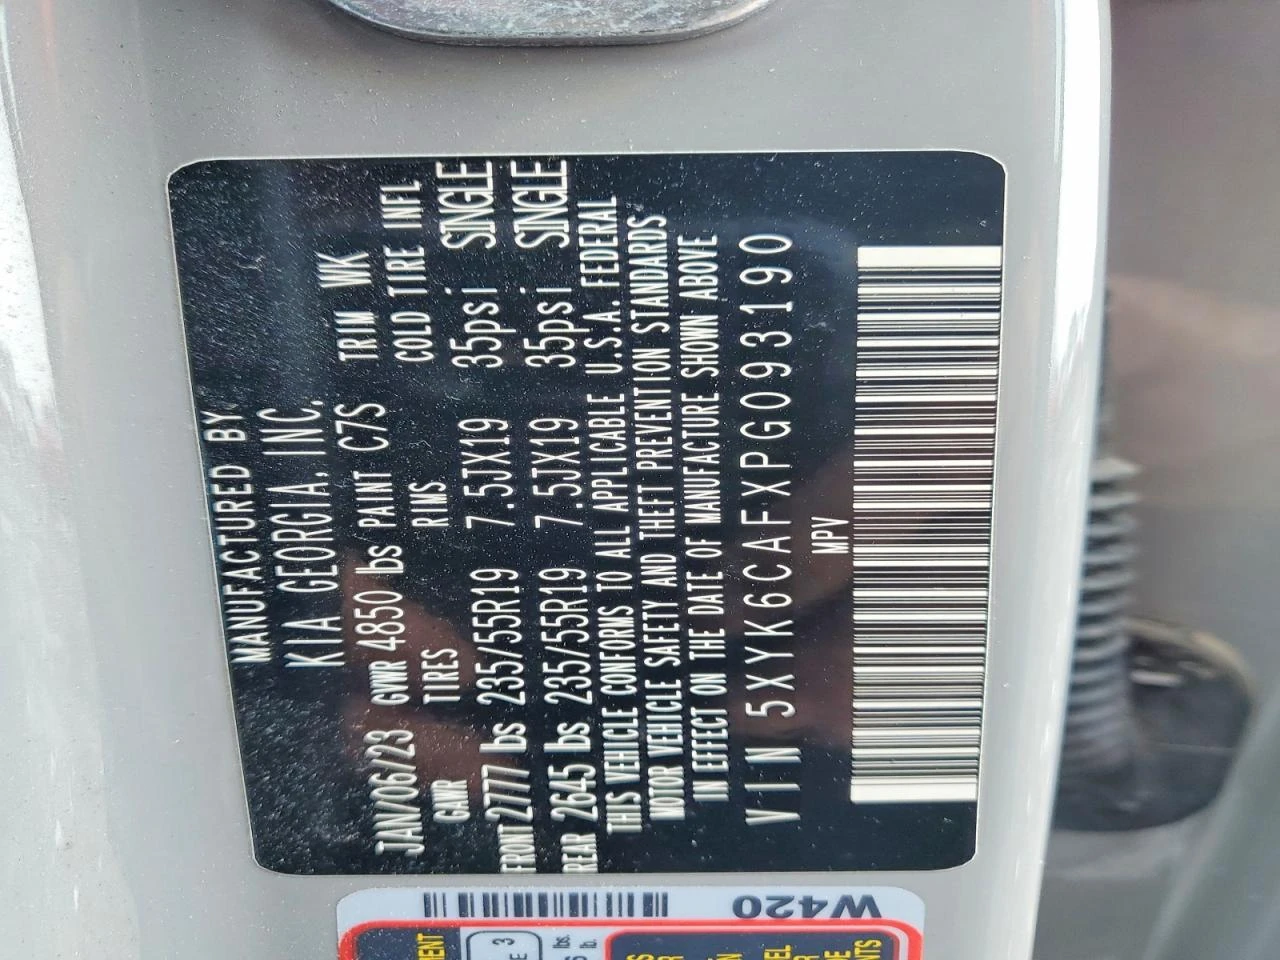 MANUFACTURED BY
KIA GEORGIA, INC.
JAN/06/23 GVWR 4850 lbs PAINT C7S TRIM WK
GAWR TIRES RIMS COLD TIRE INFL
FRONT 2777 lbs 235/55R19 7.5JX19 35psi SINGLE
REAR 2645 lbs 235/55R19 7.5JX19 35psi SINGLE
THIS VEHICLE CONFORMS TO ALL APPLICABLE U.S.A. FEDERAL
MOTOR VEHICLE SAFETY AND THEFT PREVENTION STANDARDS
IN EFFECT ON THE DATE OF MANUFACTURE SHOWN ABOVE
VIN 5XYK6CAFXPG093190
MPV
W420
3
lbs.